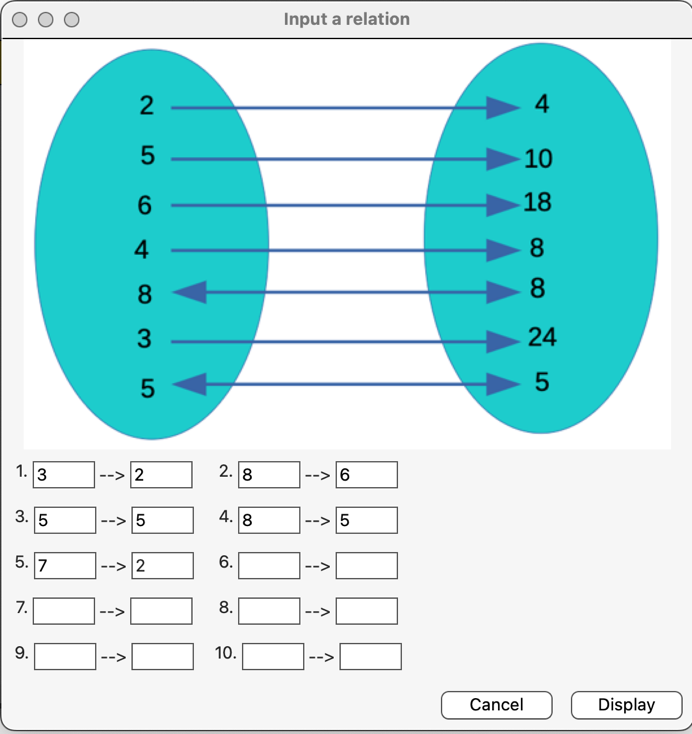 Input a relation
2 4
5 10
6 18
4 8
8 8
3 24
5 5
1. 3 --> 2 2. 8 --> 6
3. 5 --> 5 4. 8 --> 5
5. 7 --> 2 6. -->
7. --> 8. -->
9. --> 10. -->
Cancel Display